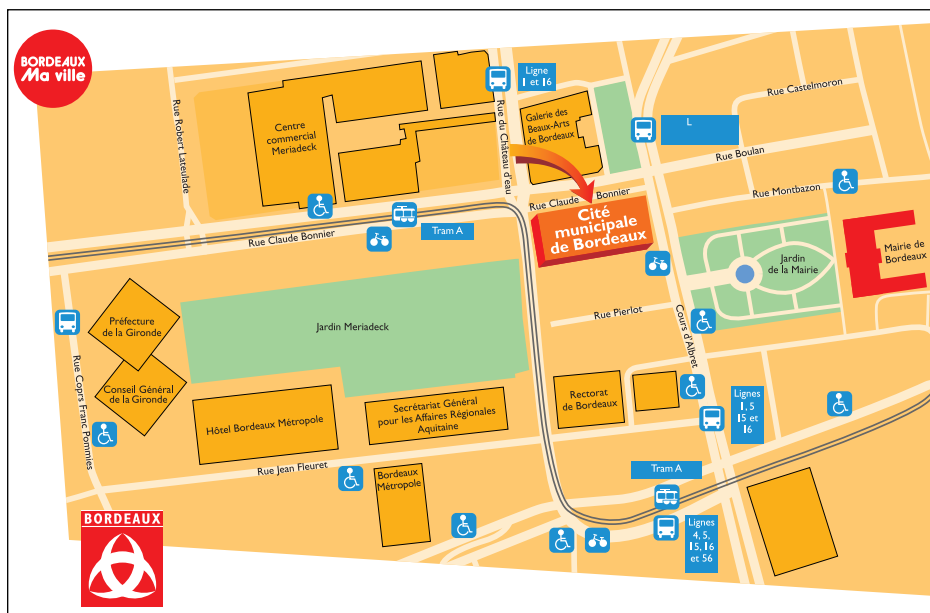 BORDEAUX
Ma ville
Ligne
1 et 16
Rue Robert Lateulade
Centre
commercial
Meriadeck
Rue du Château d'eau
Galerie des
Beaux-Arts
de Bordeaux
L
Rue Castelmoron
Rue Boulan
Rue Montbazon
Rue Claude Bonnier
Cité
municipale
de Bordeaux
Rue Claude Bonnier
Tram A
Jardin
de la Mairie
Mairie de
Bordeaux
Préfecture
de la Gironde
Jardin Meriadeck
Rue Pierlot
Cours d'Albret
Rue Coprs Franc Pommies
Conseil Général
de la Gironde
Hôtel Bordeaux Métropole
Secrétariat Général
pour les Affaires Régionales
Aquitaine
Rectorat
de Bordeaux
Lignes
1, 5
15 et
16
Rue Jean Fleuret
Bordeaux
Métropole
Tram A
Lignes
4, 5,
15, 16
et 56
BORDEAUX